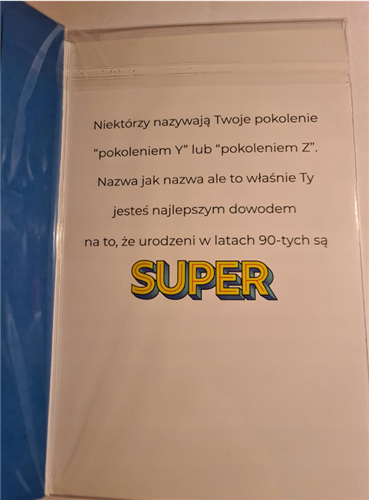 Niektórzy nazywają Twoje pokolenie
“pokoleniem Y” lub “pokoleniem Z”.
Nazwa jak nazwa ale to właśnie Ty
jesteś najlepszym dowodem
na to, że urodzeni w latach 90-tych są
SUPER